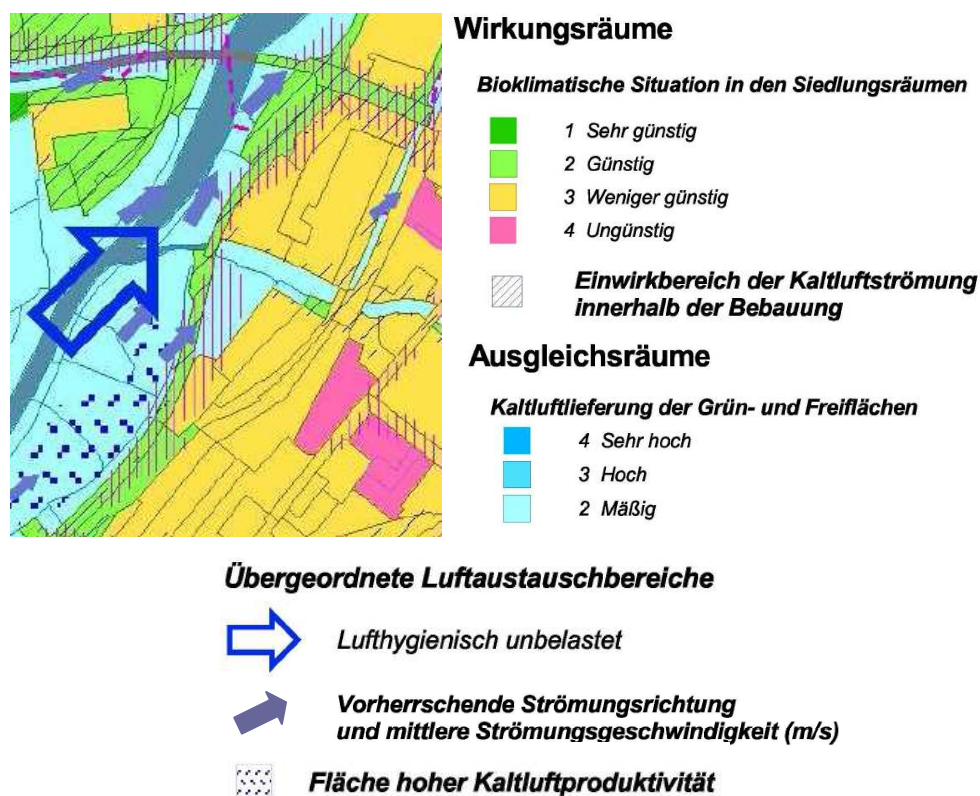 Wirkungsräume
Bioklimatische Situation in den Siedlungsräumen
1 Sehr günstig
2 Günstig
3 Weniger günstig
4 Ungünstig
Einwirkbereich der Kaltluftströmung
innerhalb der Bebauung
Ausgleichsräume
Kaltluftlieferung der Grün- und Freiflächen
4 Sehr hoch
3 Hoch
2 Mäßig
Übergeordnete Luftaustauschbereiche
Lufthygienisch unbelastet
Vorherrschende Strömungsrichtung
und mittlere Strömungsgeschwindigkeit (m/s)
Fläche hoher Kaltluftproduktivität